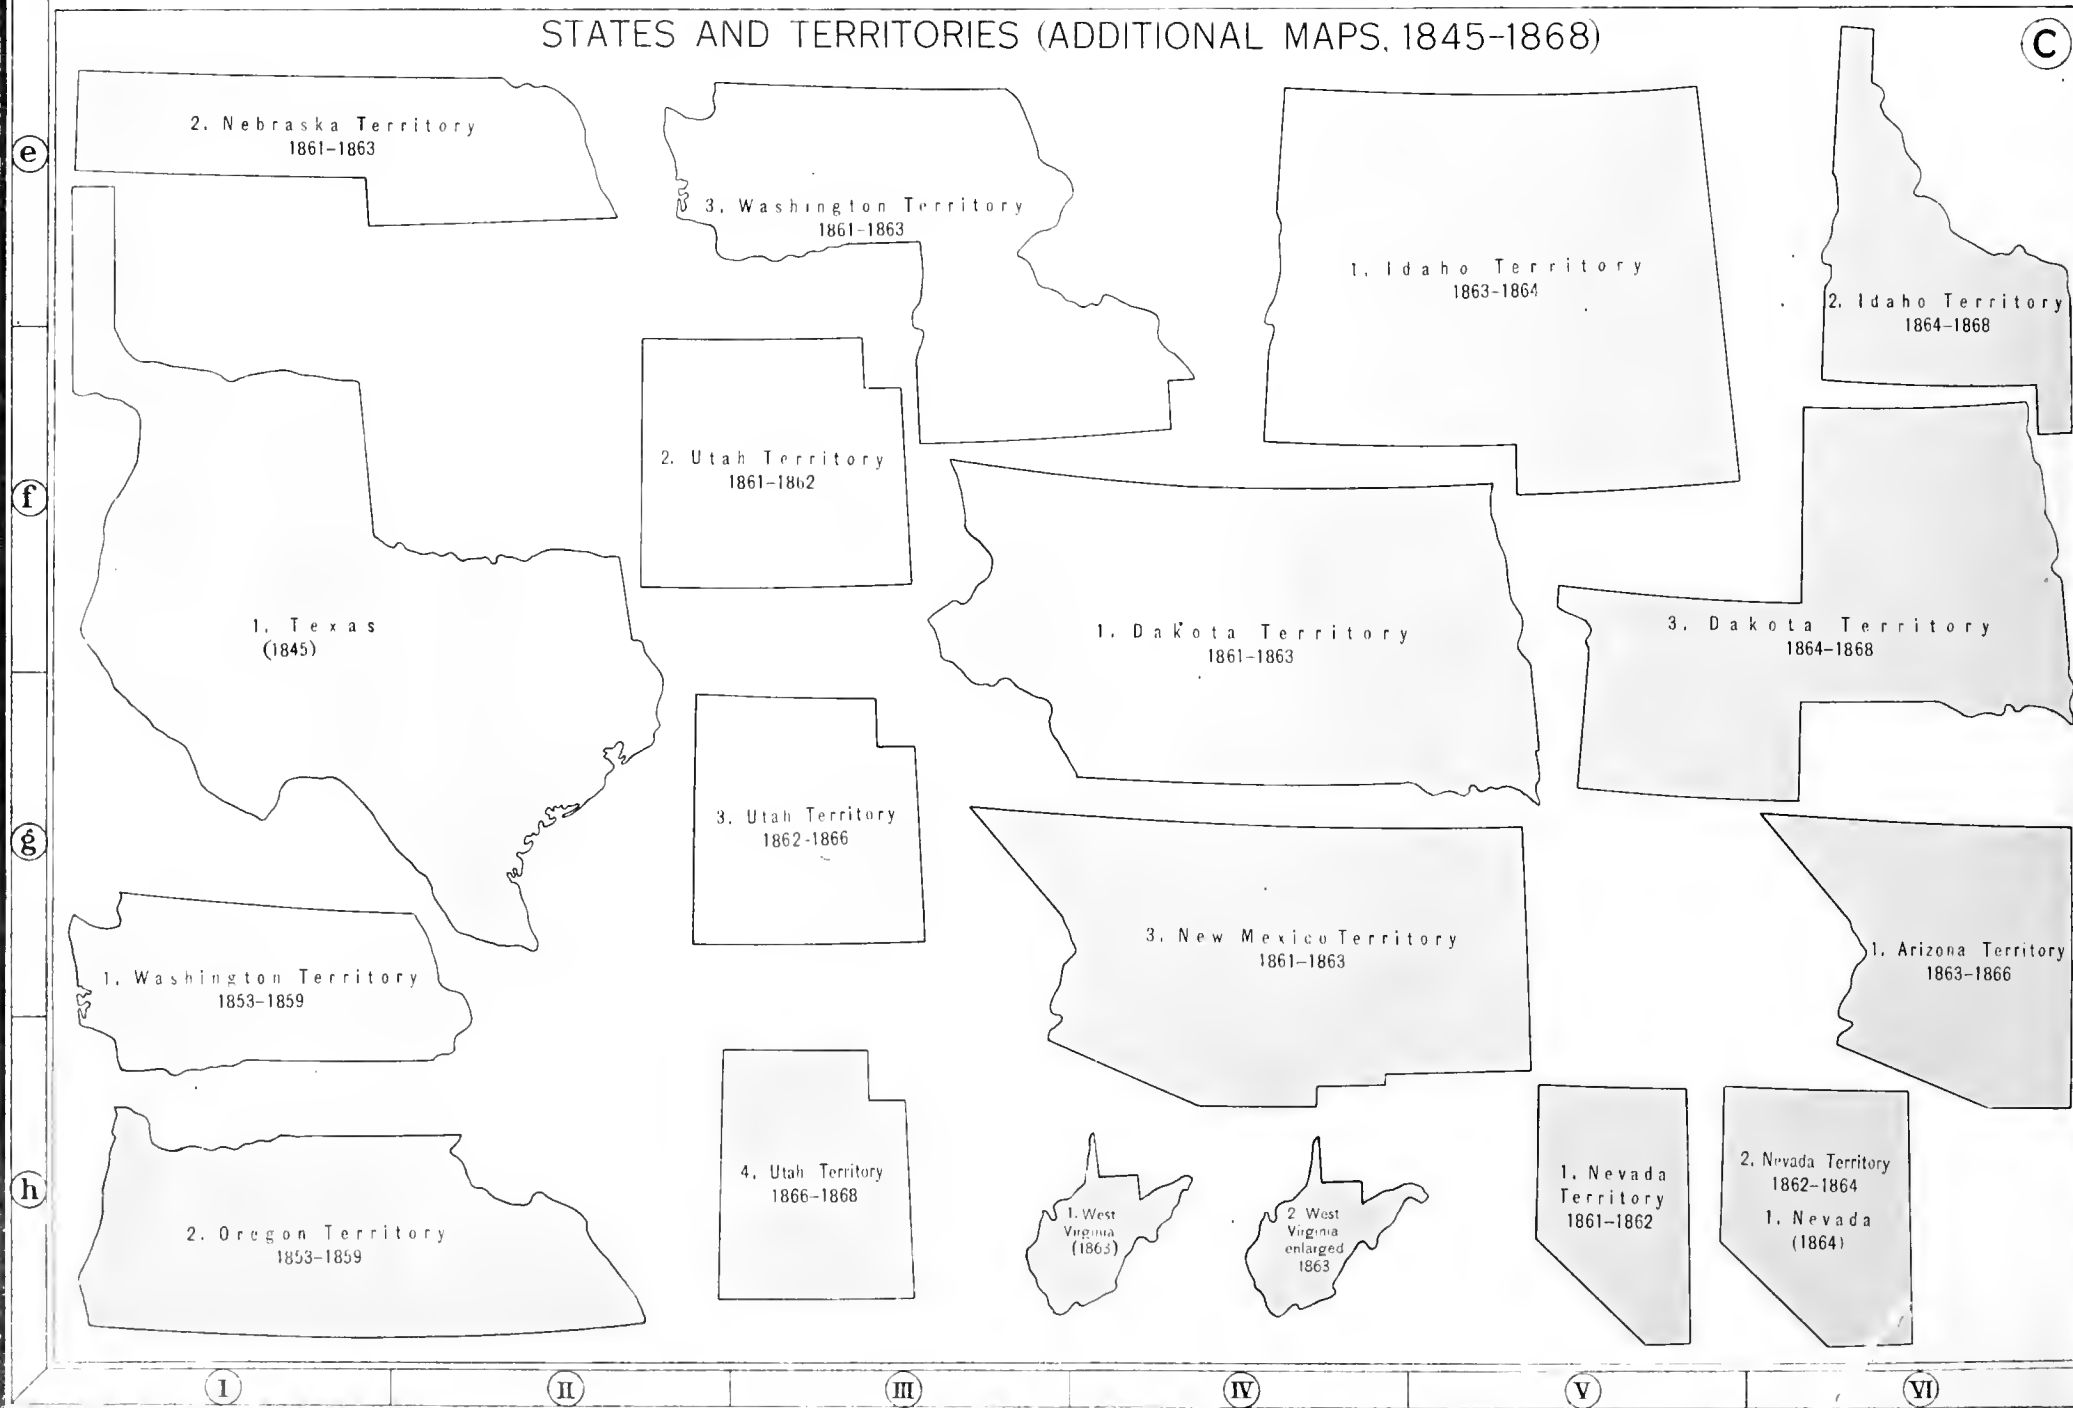 STATES AND TERRITORIES (ADDITIONAL MAPS, 1845-1868)
C
e
2. Nebraska Territory
1861-1863
3. Washington Territory
1861-1863
1. Idaho Territory
1863-1864
2. Idaho Territory
1864-1868
f
2. Utah Territory
1861-1862
1. Texas
(1845)
1. Dakota Territory
1861-1863
3. Dakota Territory
1864-1868
g
3. Utah Territory
1862-1866
3. New Mexico Territory
1861-1863
1. Arizona Territory
1863-1866
1. Washington Territory
1853-1859
h
2. Oregon Territory
1853-1859
4. Utah Territory
1866-1868
1. West
Virginia
(1863)
2 West
Virginia
enlarged
1863
1. Nevada
Territory
1861-1862
2. Nevada Territory
1862-1864
1. Nevada
(1864)
I
II
III
IV
V
VI